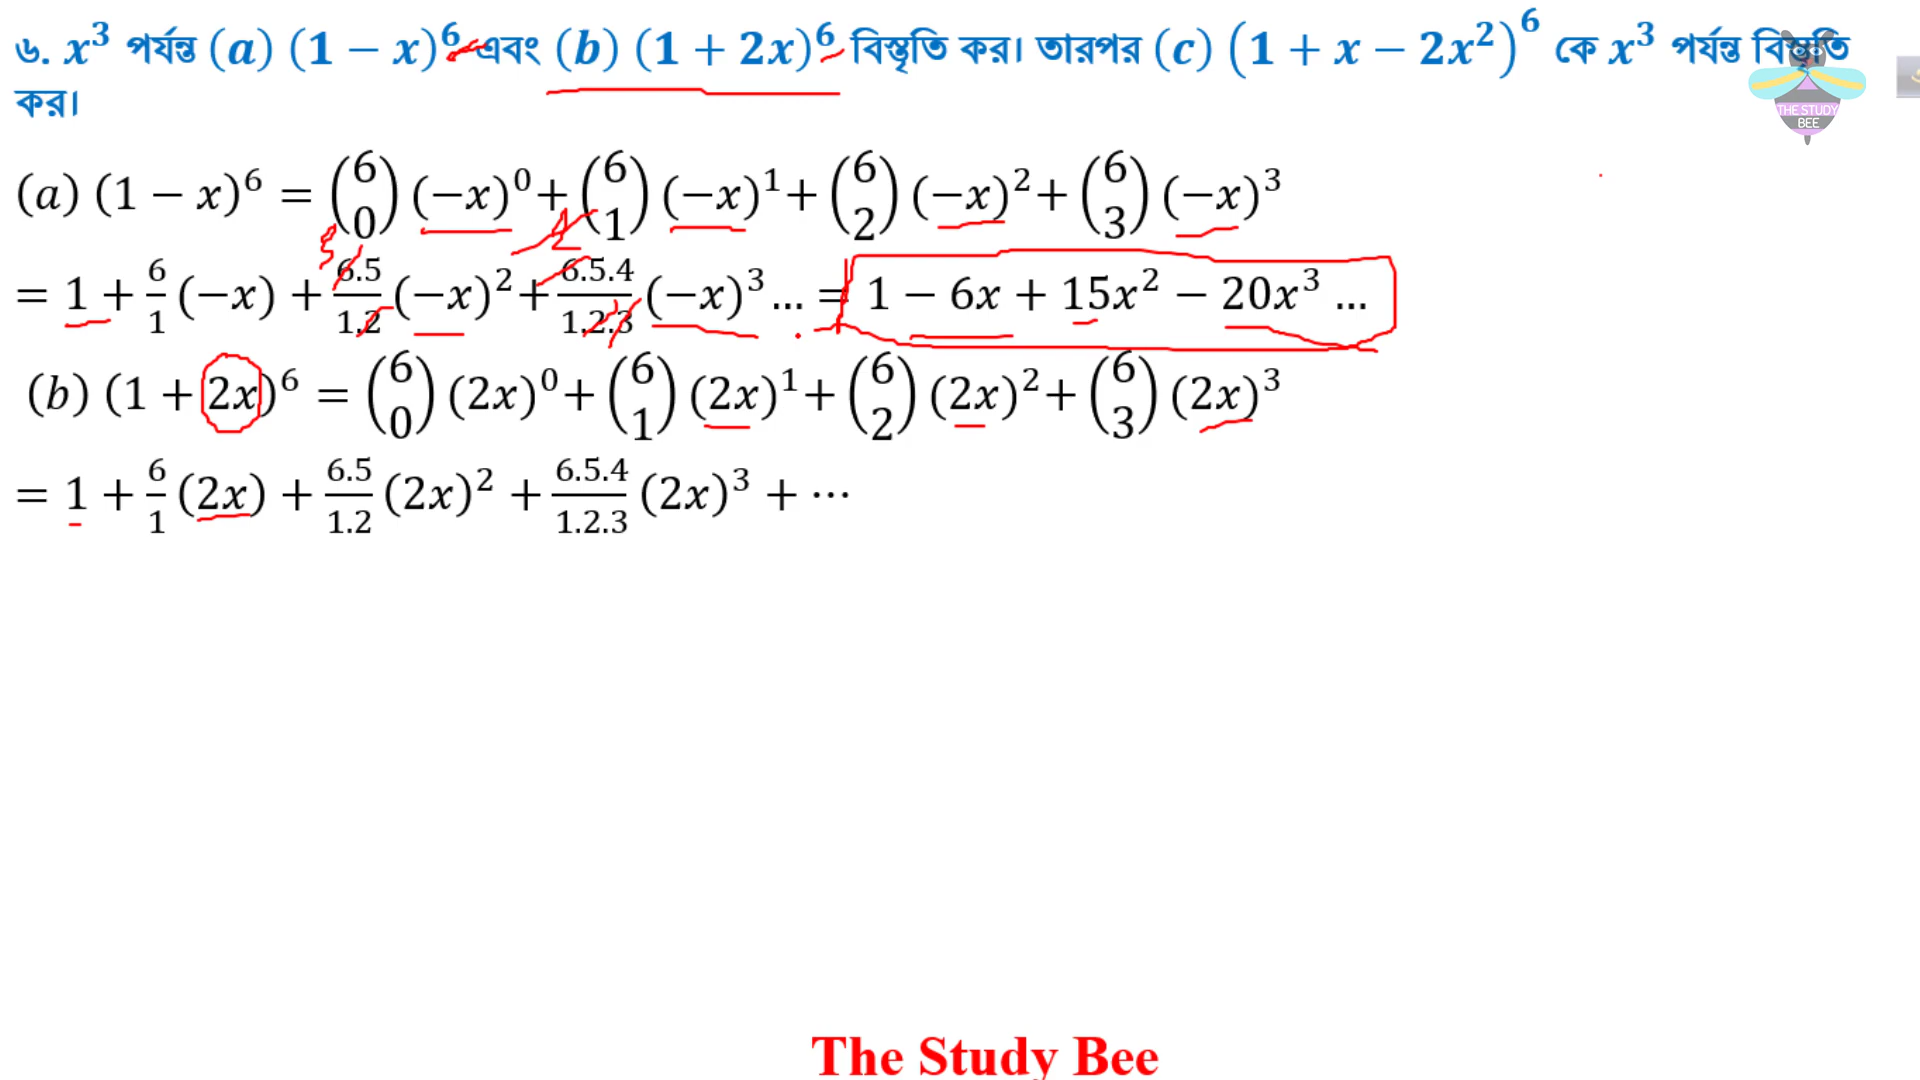 ৬. x³ পর্যন্ত (a) (1 − x)⁶ এবং (b) (1 + 2x)⁶ বিস্তৃতি কর। তারপর (c) (1 + x − 2x²)⁶ কে x³ পর্যন্ত বিস্তৃতি
কর।
THE STUDY
BEE
(a) (1 − x)⁶ = (6 0) (−x)⁰ + (6 1) (−x)¹ + (6 2) (−x)² + (6 3) (−x)³
= 1 + 6/1 (−x) + 6.5/1.2 (−x)² + 6.5.4/1.2.3 (−x)³ ... = 1 − 6x + 15x² − 20x³ ...
(b) (1 + 2x)⁶ = (6 0) (2x)⁰ + (6 1) (2x)¹ + (6 2) (2x)² + (6 3) (2x)³
= 1 + 6/1 (2x) + 6.5/1.2 (2x)² + 6.5.4/1.2.3 (2x)³ + ⋯
The Study Bee